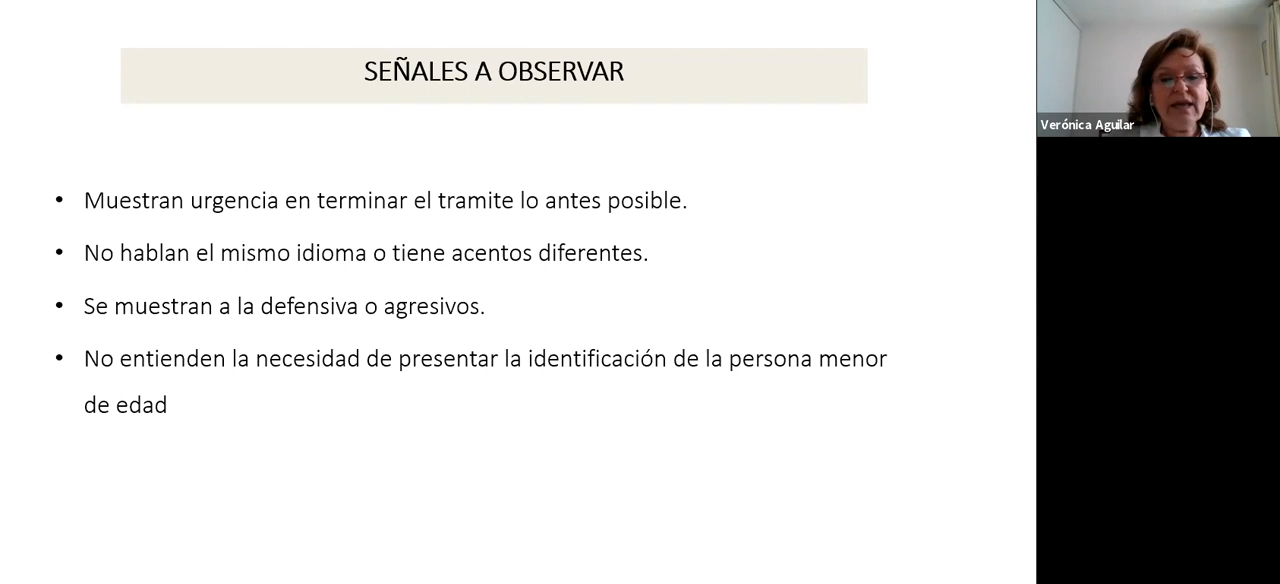 SEÑALES A OBSERVAR
Verónica Aguilar
• Muestran urgencia en terminar el tramite lo antes posible.
• No hablan el mismo idioma o tiene acentos diferentes.
• Se muestran a la defensiva o agresivos.
• No entienden la necesidad de presentar la identificación de la persona menor
de edad